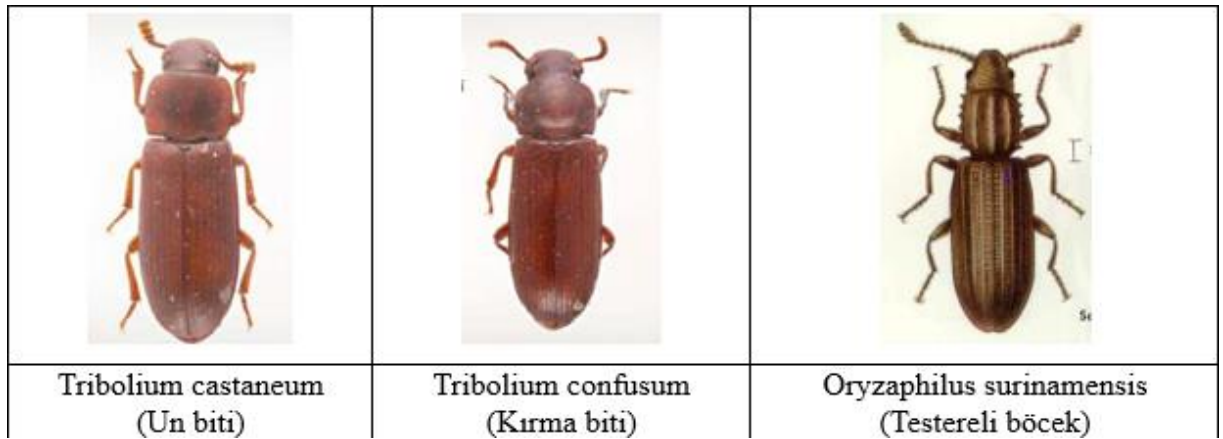 Tribolium castaneum
(Un biti)
Tribolium confusum
(Kırma biti)
Oryzaphilus surinamensis
(Testereli böcek)